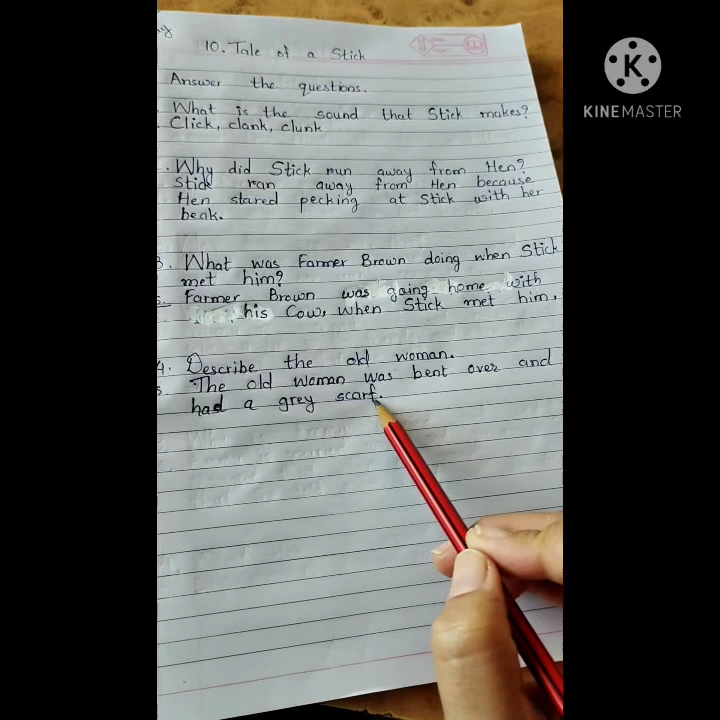 10. Tale of a Stick
Answer the questions.
What is the sound that Stick makes?
Click, clank, clunk
. Why did Stick run away from Hen?
Stick ran away from Hen because
Hen stared pecking at Stick with her
beak.
3. What was Farmer Brown doing when Stick
met him?
Farmer Brown was going home with
his Cow, when Stick met him.
4. Describe the old woman.
The old Woman was bent over and
had a grey scarf.
K
KINEMASTER